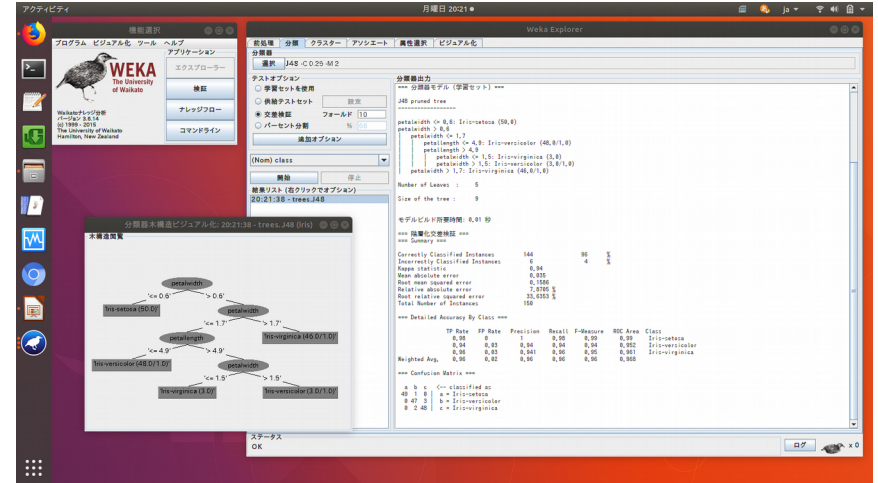 アクティビティ
月曜日 20:21
ja
機能選択
プログラム ビジュアル化 ツール ヘルプ
WEKA
The University
of Waikato
Waikatoナレッジ分析
バージョン 3.6.14
(c) 1999 - 2015
The University of Waikato
Hamilton, New Zealand
アプリケーション
エクスプローラー
検証
ナレッジフロー
コマンドライン
Weka Explorer
前処理 分類 クラスター アソシエート 属性選択 ビジュアル化
分類器
選択 J48 -C 0.25 -M 2
テストオプション
学習セットを使用
供給テストセット 設定
交差検証 フォールド 10
パーセント分割 % 66
追加オプション
(Nom) class
開始 停止
結果リスト (右クリックでオプション)
20:21:38 - trees.J48
分類器出力
=== 分類器モデル (学習セット) ===
J48 pruned tree
------------------
petalwidth <= 0,6: Iris-setosa (50,0)
petalwidth > 0,6
|   petalwidth <= 1,7
|   |   petallength <= 4,9: Iris-versicolor (48,0/1,0)
|   |   petallength > 4,9
|   |   |   petalwidth <= 1,5: Iris-virginica (3,0)
|   |   |   petalwidth > 1,5: Iris-versicolor (3,0/1,0)
|   petalwidth > 1,7: Iris-virginica (46,0/1,0)
Number of Leaves : 5
Size of the tree : 9
モデルビルド所要時間: 0,01 秒
=== 階層化交差検証 ===
=== Summary ===
Correctly Classified Instances 144 96 %
Incorrectly Classified Instances 6 4 %
Kappa statistic 0,94
Mean absolute error 0,035
Root mean squared error 0,1586
Relative absolute error 7,8705 %
Root relative squared error 33,6353 %
Total Number of Instances 150
=== Detailed Accuracy By Class ===
TP Rate FP Rate Precision Recall F-Measure ROC Area Class
0,98 0 1 0,98 0,99 0,99 Iris-setosa
0,94 0,03 0,94 0,94 0,94 0,952 Iris-versicolor
0,96 0,03 0,941 0,96 0,95 0,961 Iris-virginica
Weighted Avg, 0,96 0,02 0,96 0,96 0,96 0,968
=== Confusion Matrix ===
a b c <-- classified as
49 1 0 | a = Iris-setosa
0 47 3 | b = Iris-versicolor
0 2 48 | c = Iris-virginica
分類器木構造ビジュアル化: 20:21:38 - trees.J48 (iris)
木構造閲覧
petalwidth
'<= 0.6' '> 0.6'
'Iris-setosa (50.0)' petalwidth
'<= 1.7' '> 1.7'
petallength 'Iris-virginica (46.0/1.0)'
'<= 4.9' '> 4.9'
'Iris-versicolor (48.0/1.0)' petalwidth
'<= 1.5' '> 1.5'
'Iris-virginica (3.0)' 'Iris-versicolor (3.0/1.0)'
ステータス
OK
ログ
x 0